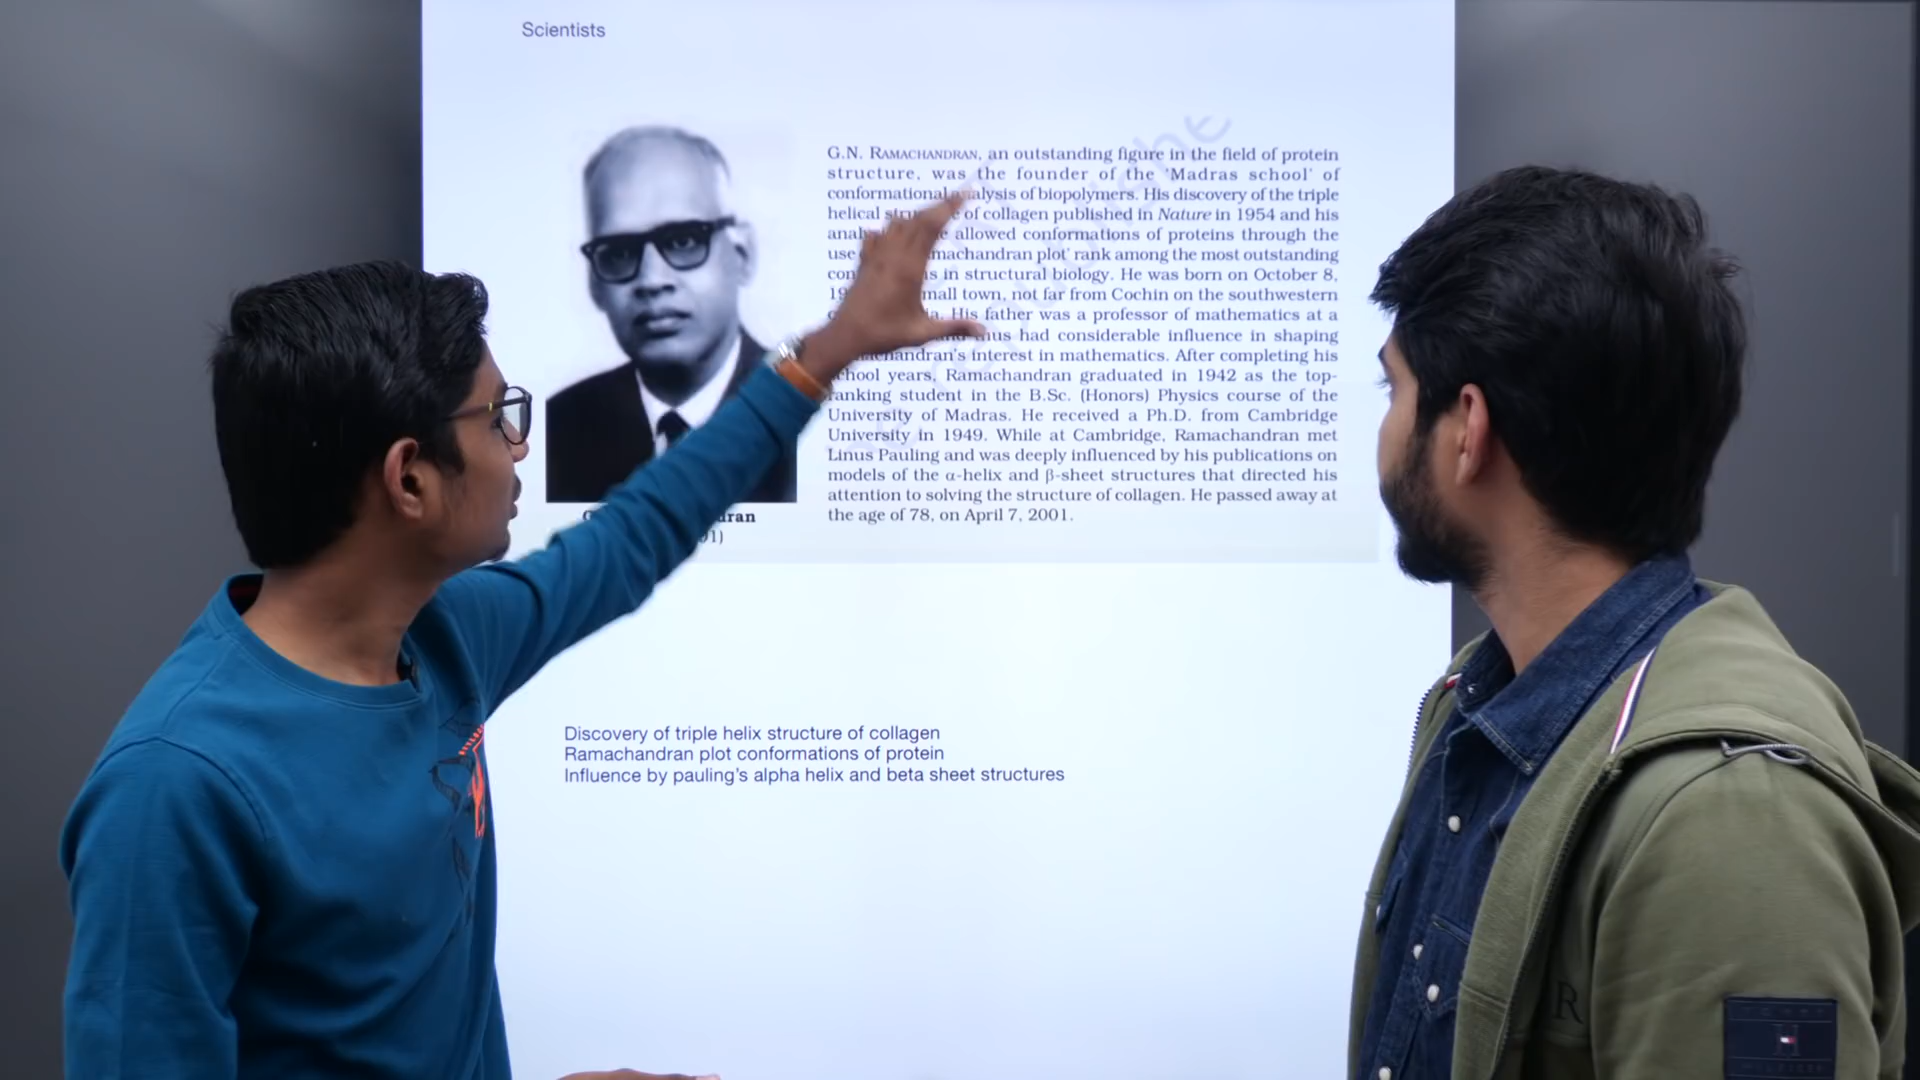 Scientists
G.N. RAMACHANDRAN, an outstanding figure in the field of protein
structure, was the founder of the 'Madras school' of
conformational analysis of biopolymers. His discovery of the triple
helical of collagen published in Nature in 1954 and his
allowed conformations of proteins through the
use plot' rank among the most outstanding
in structural biology. He was born on October 8,
town, not far from Cochin on the southwestern
His father was a professor of mathematics at a
had considerable influence in shaping
interest in mathematics. After completing his
school years, Ramachandran graduated in 1942 as the top-
ranking student in the B.Sc. (Honors) Physics course of the
University of Madras. He received a Ph.D. from Cambridge
University in 1949. While at Cambridge, Ramachandran met
Linus Pauling and was deeply influenced by his publications on
models of the α-helix and β-sheet structures that directed his
attention to solving the structure of collagen. He passed away at
the age of 78, on April 7, 2001.
Discovery of triple helix structure of collagen
Ramachandran plot conformations of protein
Influence by pauling's alpha helix and beta sheet structures